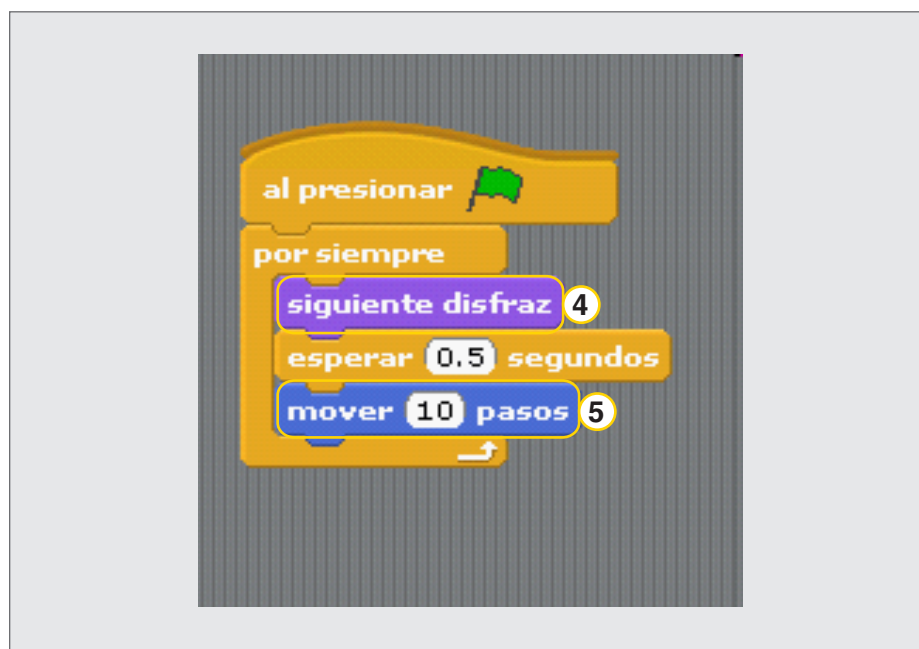 al presionar
por siempre
siguiente disfraz 4
esperar 0.5 segundos
mover 10 pasos 5